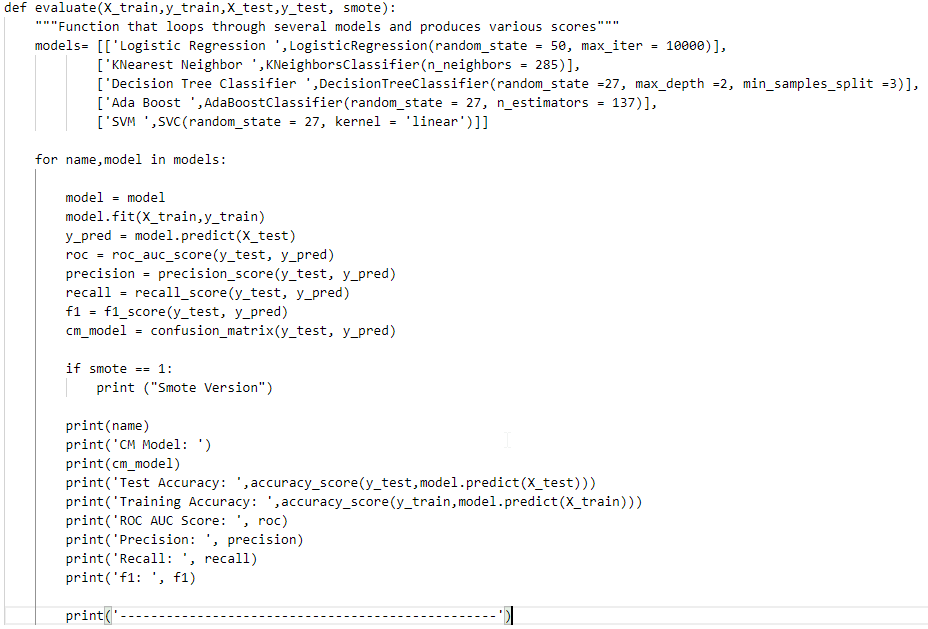 def evaluate(X_train,y_train,X_test,y_test, smote):
    """Function that loops through several models and produces various scores"""
    models= [['Logistic Regression ',LogisticRegression(random_state = 50, max_iter = 10000)],
            ['KNearest Neighbor ',KNeighborsClassifier(n_neighbors = 285)],
            ['Decision Tree Classifier ',DecisionTreeClassifier(random_state =27, max_depth =2, min_samples_split =3)],
            ['Ada Boost ',AdaBoostClassifier(random_state = 27, n_estimators = 137)],
            ['SVM ',SVC(random_state = 27, kernel = 'linear')]]
    for name,model in models:
        model = model
        model.fit(X_train,y_train)
        y_pred = model.predict(X_test)
        roc = roc_auc_score(y_test, y_pred)
        precision = precision_score(y_test, y_pred)
        recall = recall_score(y_test, y_pred)
        f1 = f1_score(y_test, y_pred)
        cm_model = confusion_matrix(y_test, y_pred)
        if smote == 1:
            print ("Smote Version")
        print(name)
        print('CM Model: ')
        print(cm_model)
        print('Test Accuracy: ',accuracy_score(y_test,model.predict(X_test)))
        print('Training Accuracy: ',accuracy_score(y_train,model.predict(X_train)))
        print('ROC AUC Score: ', roc)
        print('Precision: ', precision)
        print('Recall: ', recall)
        print('f1: ', f1)
        print('-------------------------------------------------')